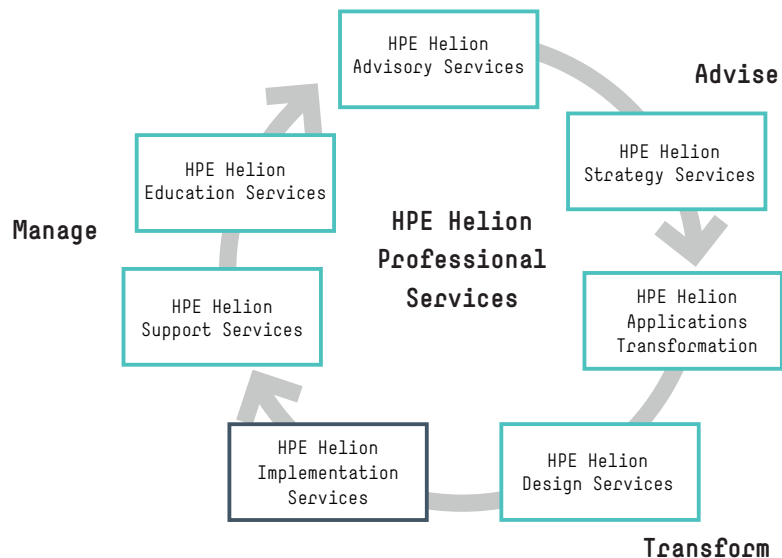 HPE Helion
Advisory Services
Advise
HPE Helion
Strategy Services
HPE Helion
Education Services
Manage
HPE Helion
Professional
Services
HPE Helion
Support Services
HPE Helion
Applications
Transformation
HPE Helion
Implementation
Services
HPE Helion
Design Services
Transform